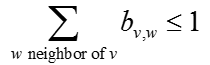 ∑ b_{v,w} ≤ 1
w neighbor of v